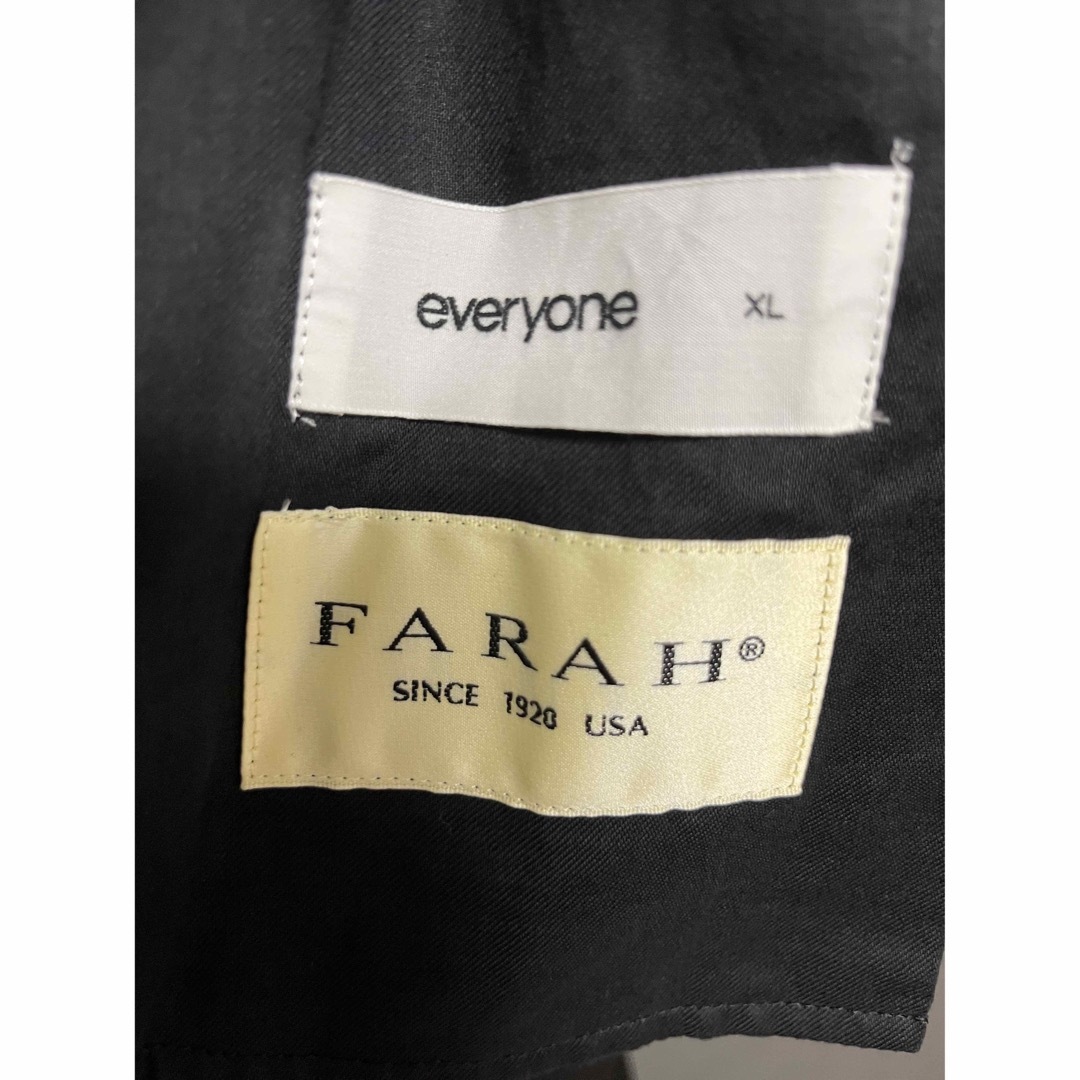 everyone XL
FARAH®
SINCE 1920 USA